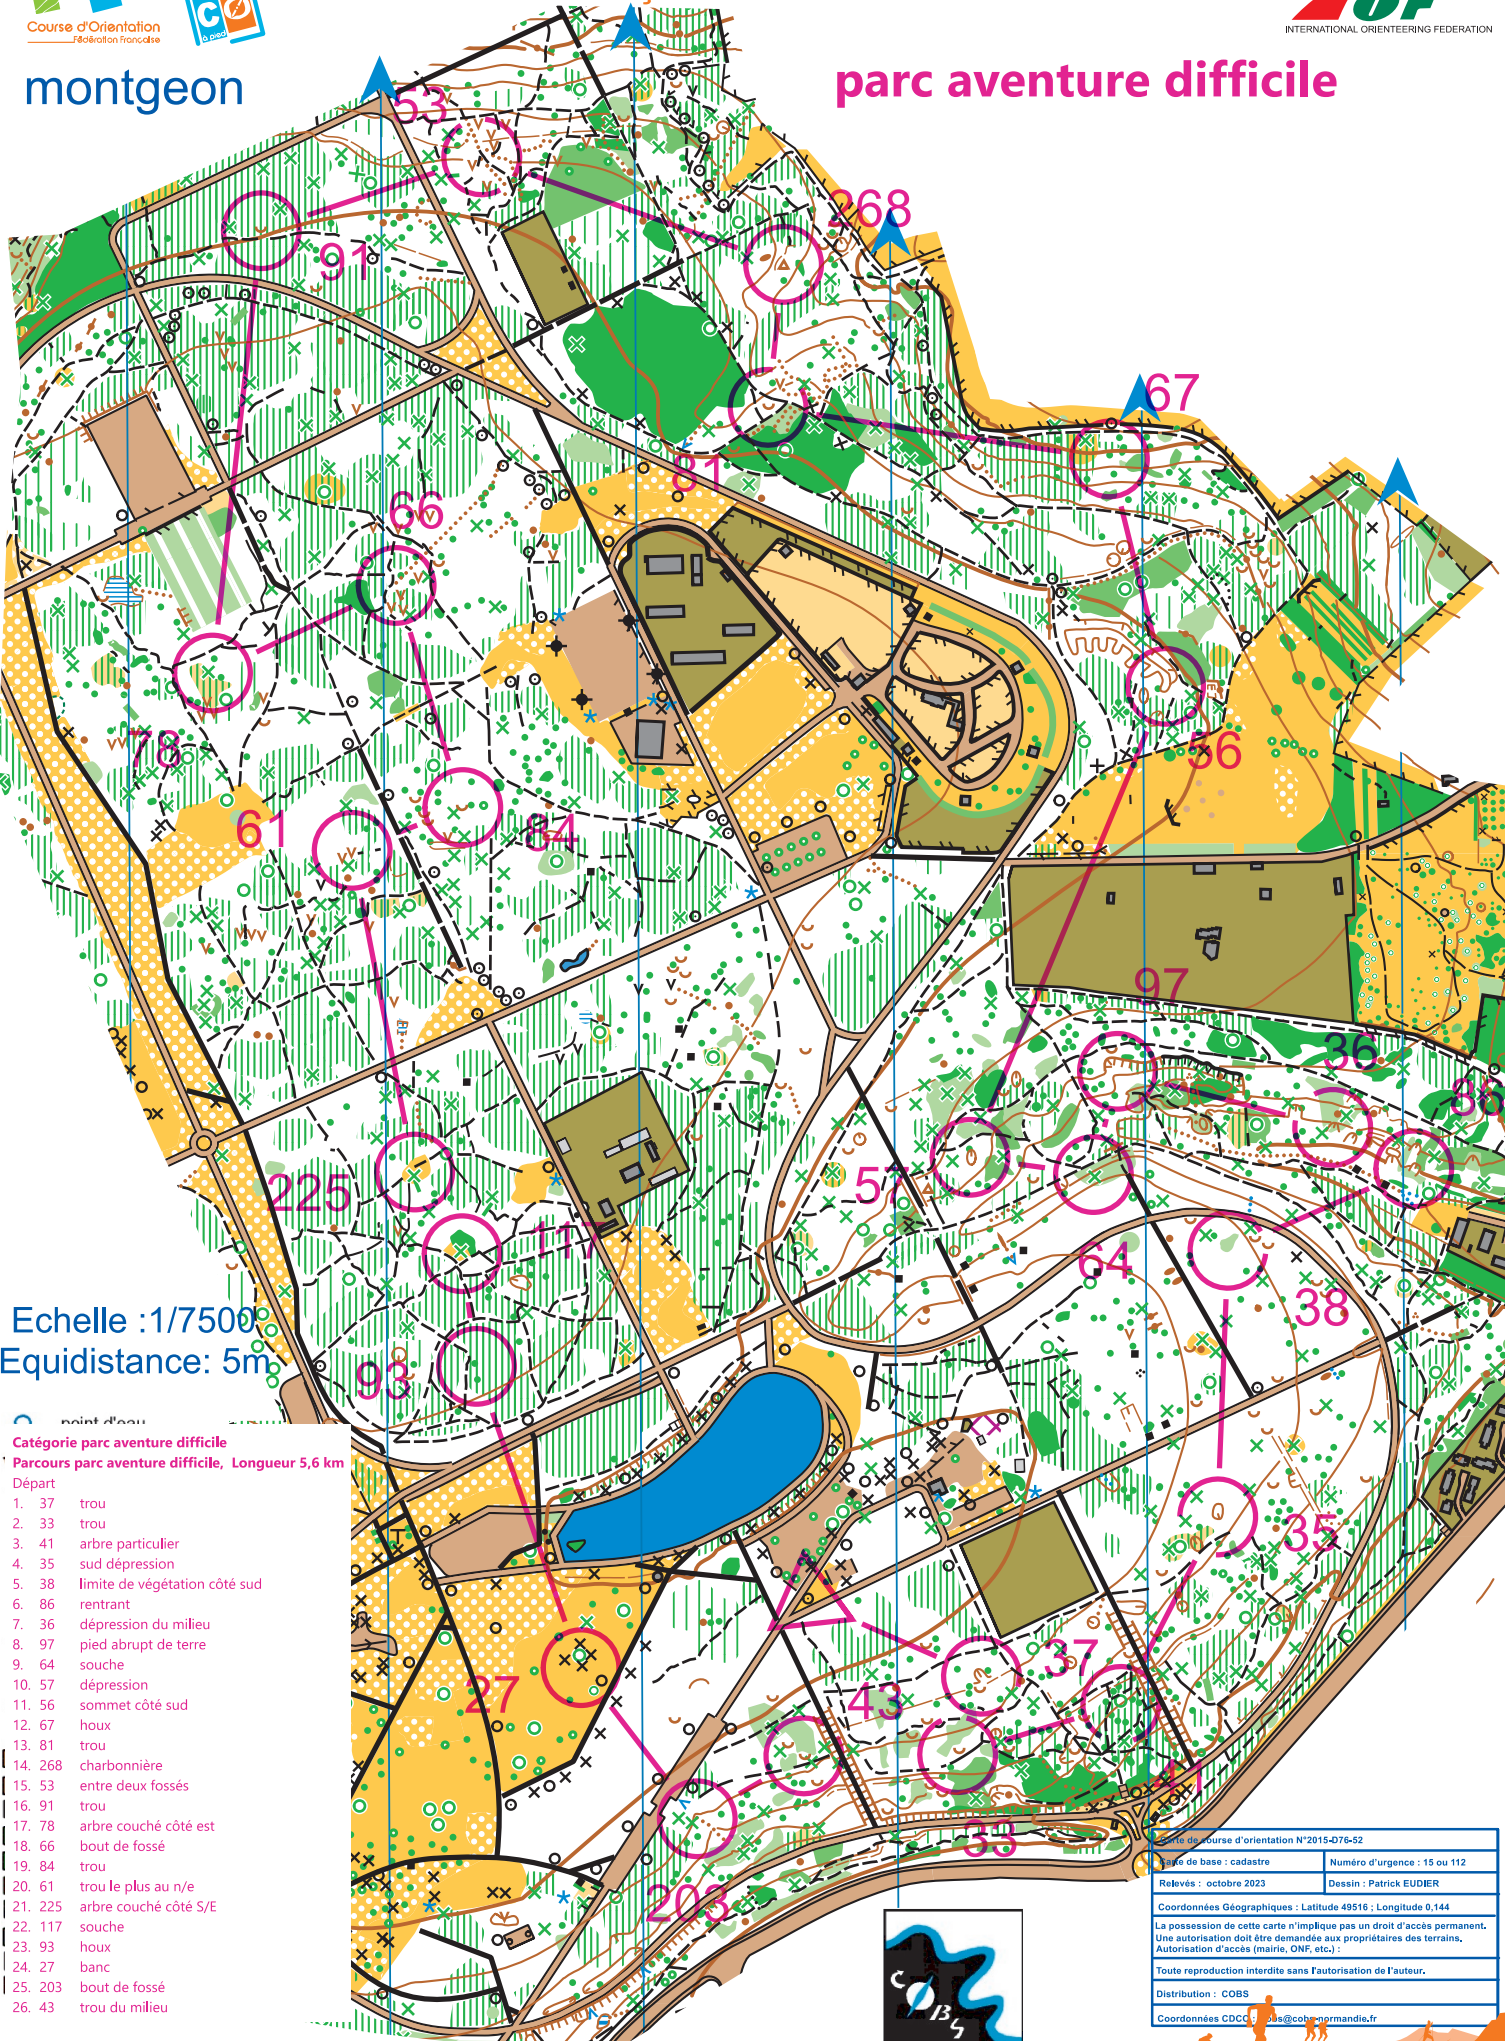 Course d'Orientation
Fédération Française
CO
à pied
INTERNATIONAL ORIENTEERING FEDERATION
montgeon
parc aventure difficile
53
268
91
67
81
66
56
78
61
84
97
36
86
225
57
117
64
38
93
35
27
37
43
41
33
203
Echelle :1/7500
Equidistance: 5m
point d'eau
Catégorie parc aventure difficile
Parcours parc aventure difficile, Longueur 5,6 km
Départ
1. 37 trou
2. 33 trou
3. 41 arbre particulier
4. 35 sud dépression
5. 38 limite de végétation côté sud
6. 86 rentrant
7. 36 dépression du milieu
8. 97 pied abrupt de terre
9. 64 souche
10. 57 dépression
11. 56 sommet côté sud
12. 67 houx
13. 81 trou
14. 268 charbonnière
15. 53 entre deux fossés
16. 91 trou
17. 78 arbre couché côté est
18. 66 bout de fossé
19. 84 trou
20. 61 trou le plus au n/e
21. 225 arbre couché côté S/E
22. 117 souche
23. 93 houx
24. 27 banc
25. 203 bout de fossé
26. 43 trou du milieu
COBS
Carte de course d'orientation N°2015-D76-52
Carte de base : cadastre
Numéro d'urgence : 15 ou 112
Relevés : octobre 2023
Dessin : Patrick EUDIER
Coordonnées Géographiques : Latitude 49516 ; Longitude 0,144
La possession de cette carte n'implique pas un droit d'accès permanent.
Une autorisation doit être demandée aux propriétaires des terrains.
Autorisation d'accès (mairie, ONF, etc.) :
Toute reproduction interdite sans l'autorisation de l'auteur.
Distribution : COBS
Coordonnées CDCO : cobs@cobs-normandie.fr